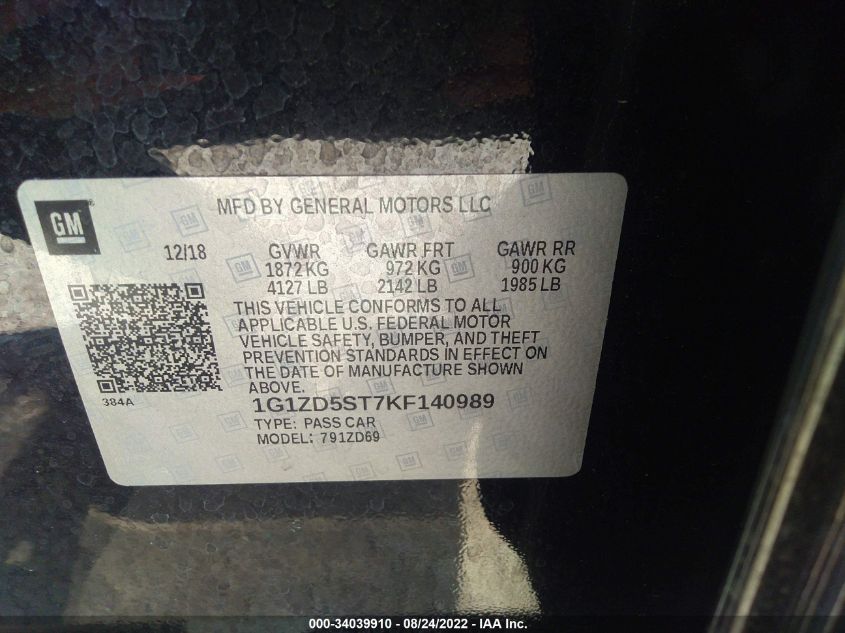 GM
MFD BY GENERAL MOTORS LLC
12/18 GVWR GAWR FRT GAWR RR
1872 KG 972 KG 900 KG
4127 LB 2142 LB 1985 LB
THIS VEHICLE CONFORMS TO ALL
APPLICABLE U.S. FEDERAL MOTOR
VEHICLE SAFETY, BUMPER, AND THEFT
PREVENTION STANDARDS IN EFFECT ON
THE DATE OF MANUFACTURE SHOWN
ABOVE.
384A
1G1ZD5ST7KF140989
TYPE: PASS CAR
MODEL: 791ZD69
000-34039910 - 08/24/2022 - IAA Inc.